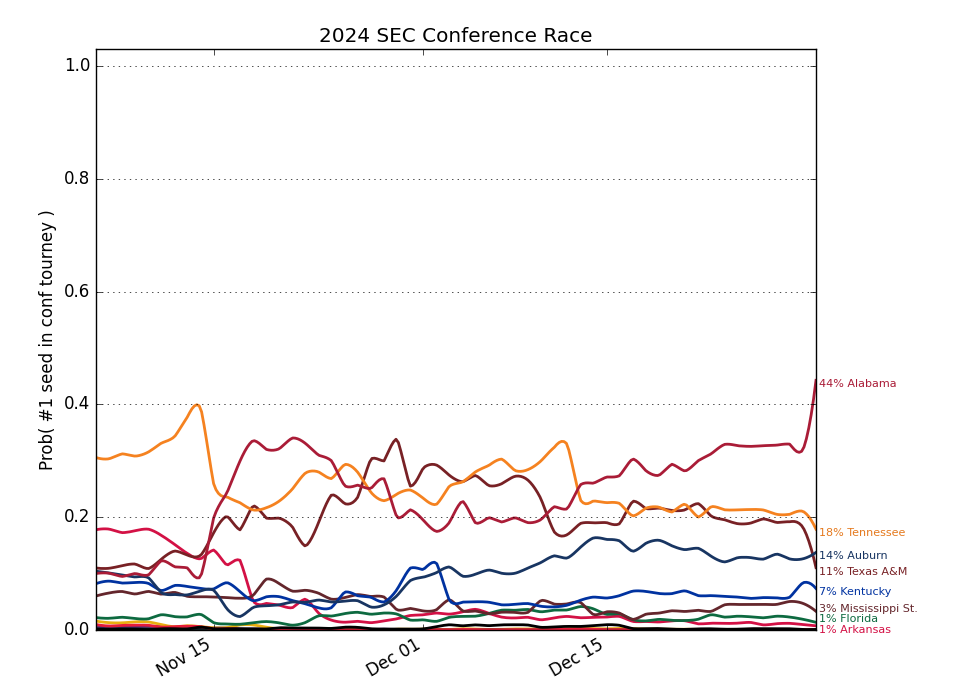 2024 SEC Conference Race
Prob( #1 seed in conf tourney )
1.0
0.8
0.6
0.4
0.2
0.0
Nov 15
Dec 01
Dec 15
44% Alabama
18% Tennessee
14% Auburn
11% Texas A&M
7% Kentucky
3% Mississippi St.
1% Florida
1% Arkansas